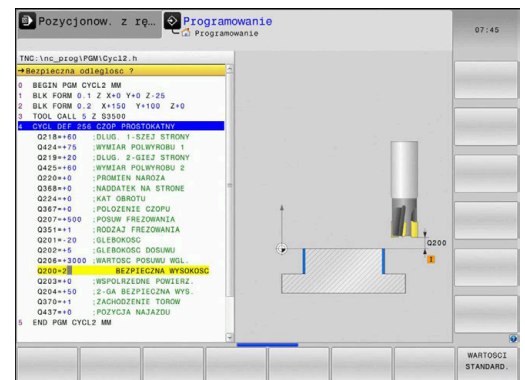 Pozycjonow. z rę...
Programowanie
Programowanie
07:45
TNC:\nc_prog\PGM\Cycl2.h
→Bezpieczna odleglosc ?
0 BEGIN PGM CYCL2 MM
1 BLK FORM 0.1 Z X+0 Y+0 Z-25
2 BLK FORM 0.2 X+150 Y+100 Z+0
3 TOOL CALL 5 Z S3500
4 CYCL DEF 256 CZOP PROSTOKATNY
Q218=+60 ;DLUG. 1-SZEJ STRONY
Q424=+75 ;WYMIAR POLWYROBU 1
Q219=+20 ;DLUG. 2-GIEJ STRONY
Q425=+60 ;WYMIAR POLWYROBU 2
Q220=+0 ;PROMIEN NAROZA
Q368=+0 ;NADDATEK NA STRONE
Q224=+0 ;KAT OBROTU
Q367=+0 ;POLOZENIE CZOPU
Q207=+500 ;POSUW FREZOWANIA
Q351=+1 ;RODZAJ FREZOWANIA
Q201=-20 ;GLEBOKOSC
Q202=+5 ;GLEBOKOSC DOSUWU
Q206=+3000 ;WARTOSC POSUWU WGL.
Q200=2 BEZPIECZNA WYSOKOSC
Q203=+0 ;WSPOLRZEDNE POWIERZ.
Q204=+50 ;2-GA BEZPIECZNA WYS.
Q370=+1 ;ZACHODZENIE TOROW
Q437=+0 ;POZYCJA NAJAZDU
5 END PGM CYCL2 MM
Q200
I
WARTOSCI
STANDARD.